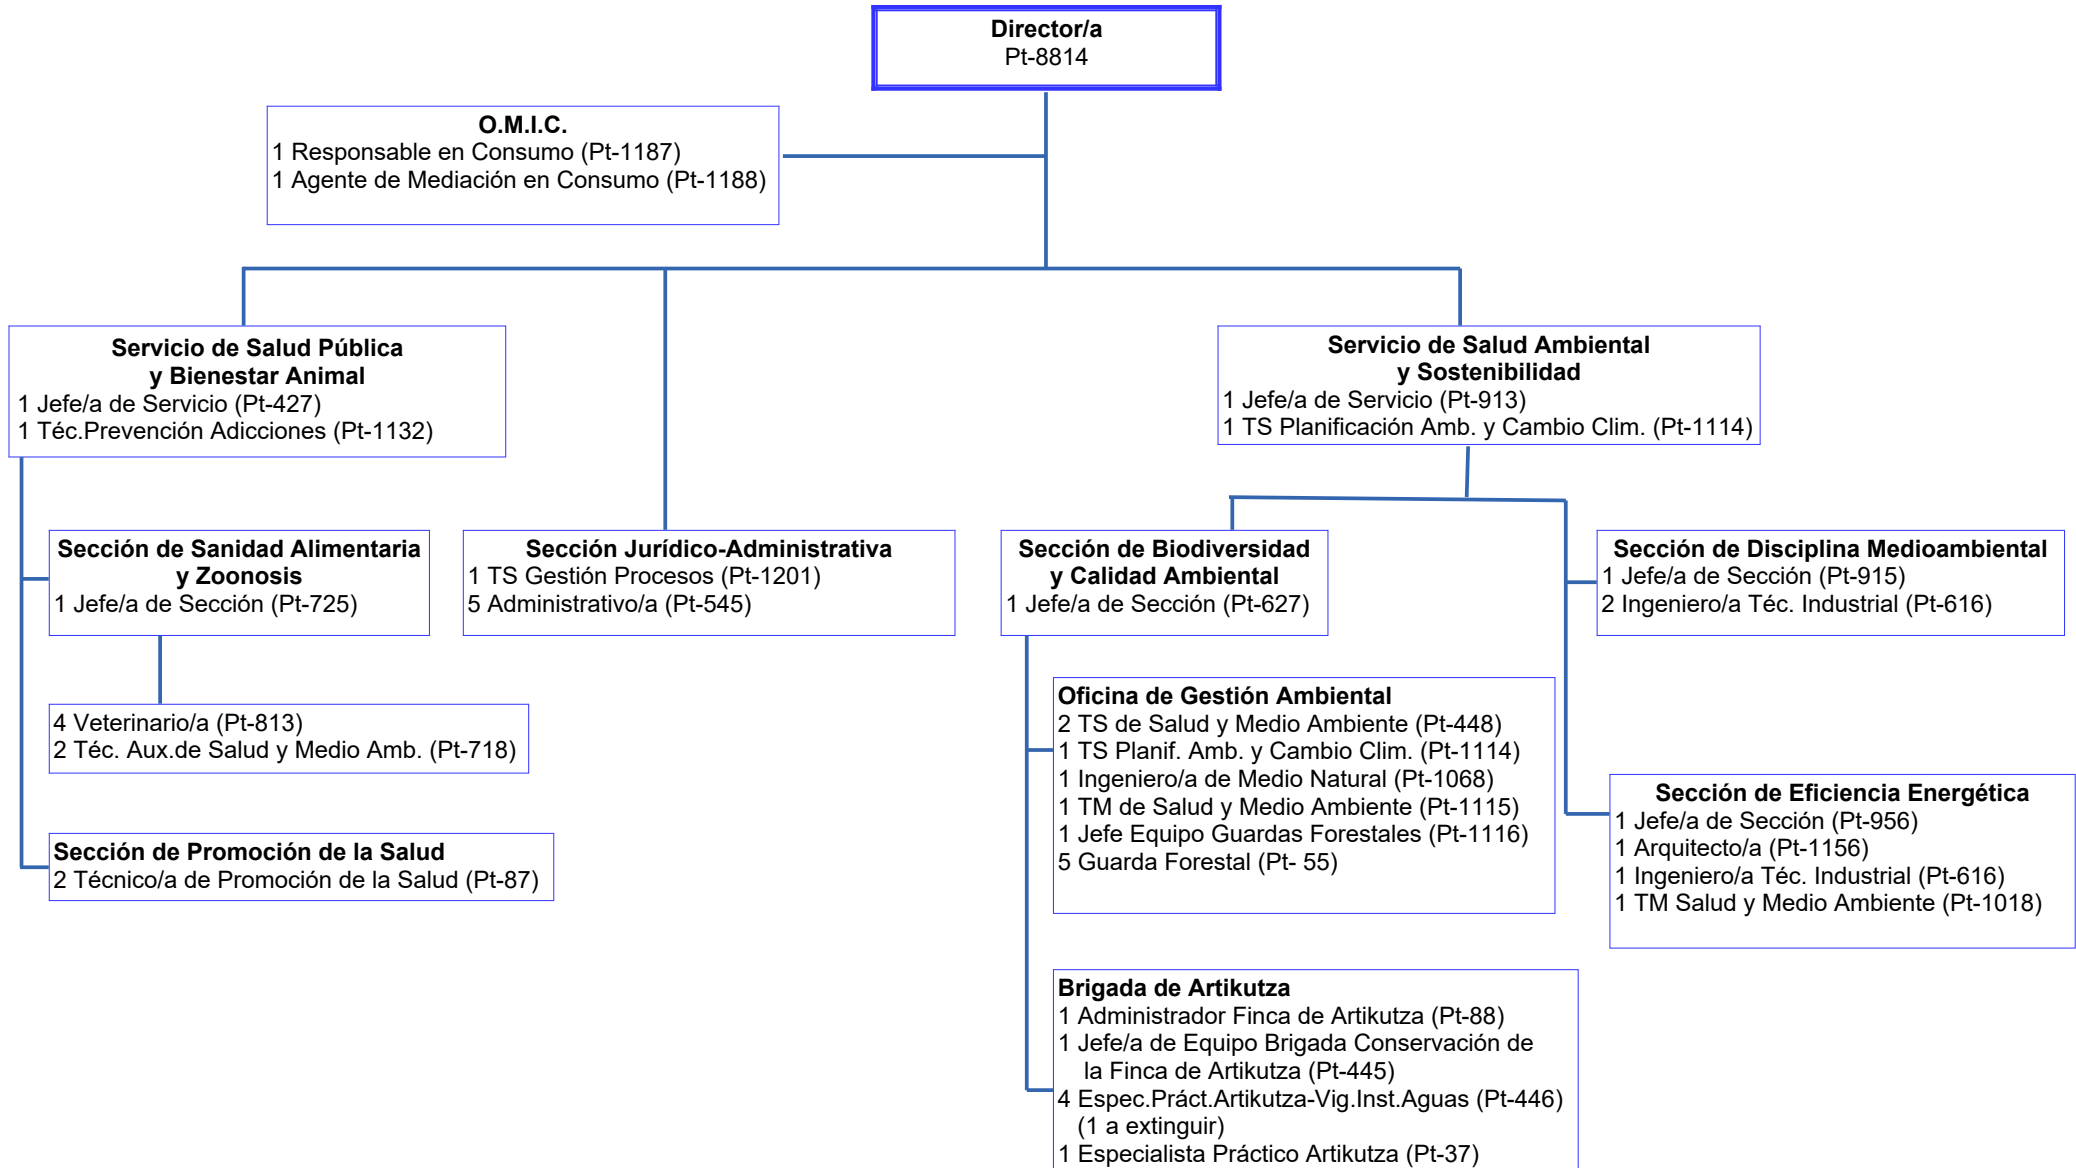 Director/a
Pt-8814
O.M.I.C.
1 Responsable en Consumo (Pt-1187)
1 Agente de Mediación en Consumo (Pt-1188)
Servicio de Salud Pública
y Bienestar Animal
1 Jefe/a de Servicio (Pt-427)
1 Téc.Prevención Adicciones (Pt-1132)
Servicio de Salud Ambiental
y Sostenibilidad
1 Jefe/a de Servicio (Pt-913)
1 TS Planificación Amb. y Cambio Clim. (Pt-1114)
Sección de Sanidad Alimentaria
y Zoonosis
1 Jefe/a de Sección (Pt-725)
4 Veterinario/a (Pt-813)
2 Téc. Aux.de Salud y Medio Amb. (Pt-718)
Sección de Promoción de la Salud
2 Técnico/a de Promoción de la Salud (Pt-87)
Sección Jurídico-Administrativa
1 TS Gestión Procesos (Pt-1201)
5 Administrativo/a (Pt-545)
Sección de Biodiversidad
y Calidad Ambiental
1 Jefe/a de Sección (Pt-627)
Oficina de Gestión Ambiental
2 TS de Salud y Medio Ambiente (Pt-448)
1 TS Planif. Amb. y Cambio Clim. (Pt-1114)
1 Ingeniero/a de Medio Natural (Pt-1068)
1 TM de Salud y Medio Ambiente (Pt-1115)
1 Jefe Equipo Guardas Forestales (Pt-1116)
5 Guarda Forestal (Pt- 55)
Brigada de Artikutza
1 Administrador Finca de Artikutza (Pt-88)
1 Jefe/a de Equipo Brigada Conservación de
la Finca de Artikutza (Pt-445)
4 Espec.Práct.Artikutza-Vig.Inst.Aguas (Pt-446)
(1 a extinguir)
1 Especialista Práctico Artikutza (Pt-37)
Sección de Disciplina Medioambiental
1 Jefe/a de Sección (Pt-915)
2 Ingeniero/a Téc. Industrial (Pt-616)
Sección de Eficiencia Energética
1 Jefe/a de Sección (Pt-956)
1 Arquitecto/a (Pt-1156)
1 Ingeniero/a Téc. Industrial (Pt-616)
1 TM Salud y Medio Ambiente (Pt-1018)